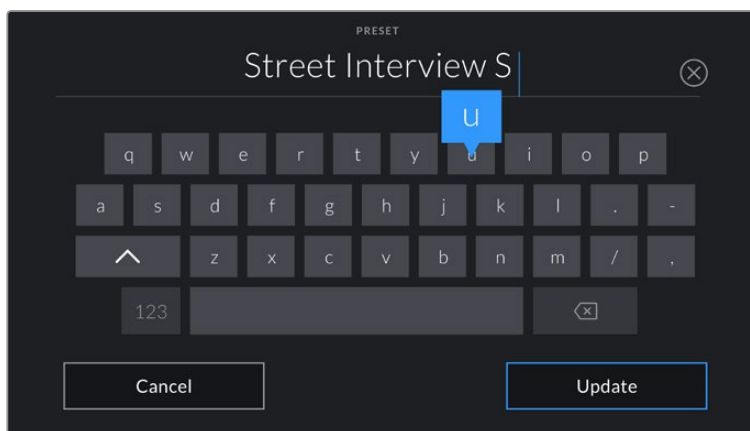 PRESET
Street Interview S
u
q w e r t y u i o p
a s d f g h j k l . -
z x c v b n m / ,
123
Cancel Update